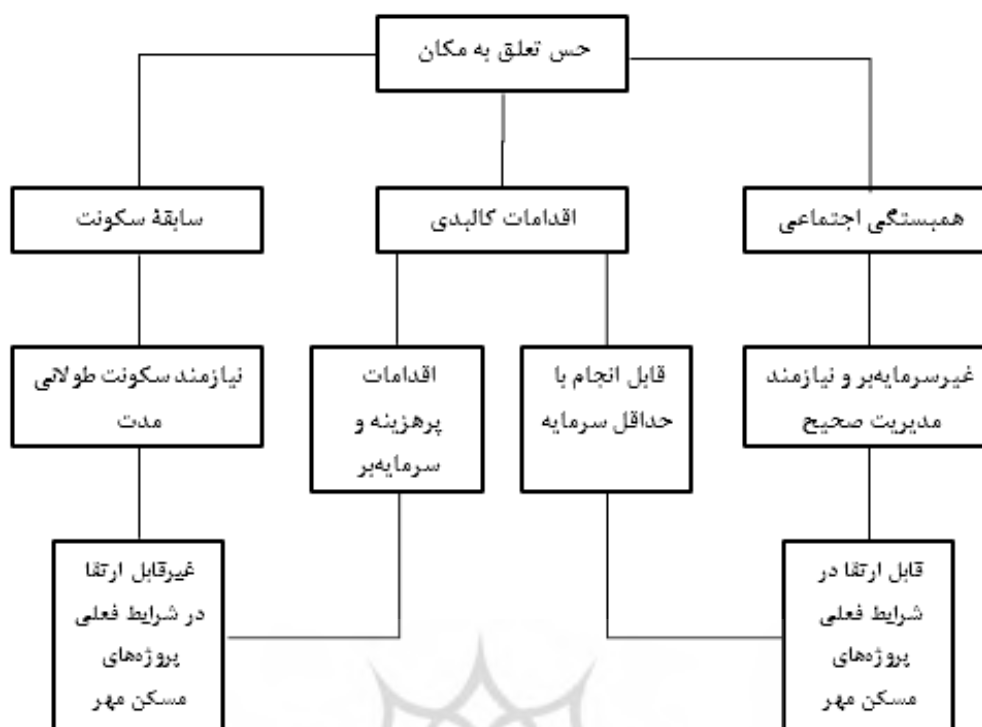 حس تعلق به مکان
همبستگی اجتماعی
اقدامات کالبدی
سابقهٔ سکونت
غیرسرمایه‌بر و نیازمند
مدیریت صحیح
قابل انجام با
حداقل سرمایه
اقدامات
پرهزینه و
سرمایه‌بر
نیازمند سکونت طولانی
مدت
قابل ارتقا در
شرایط فعلی
پروژه‌های
مسکن مهر
غیرقابل ارتقا
در شرایط فعلی
پروژه‌های
مسکن مهر